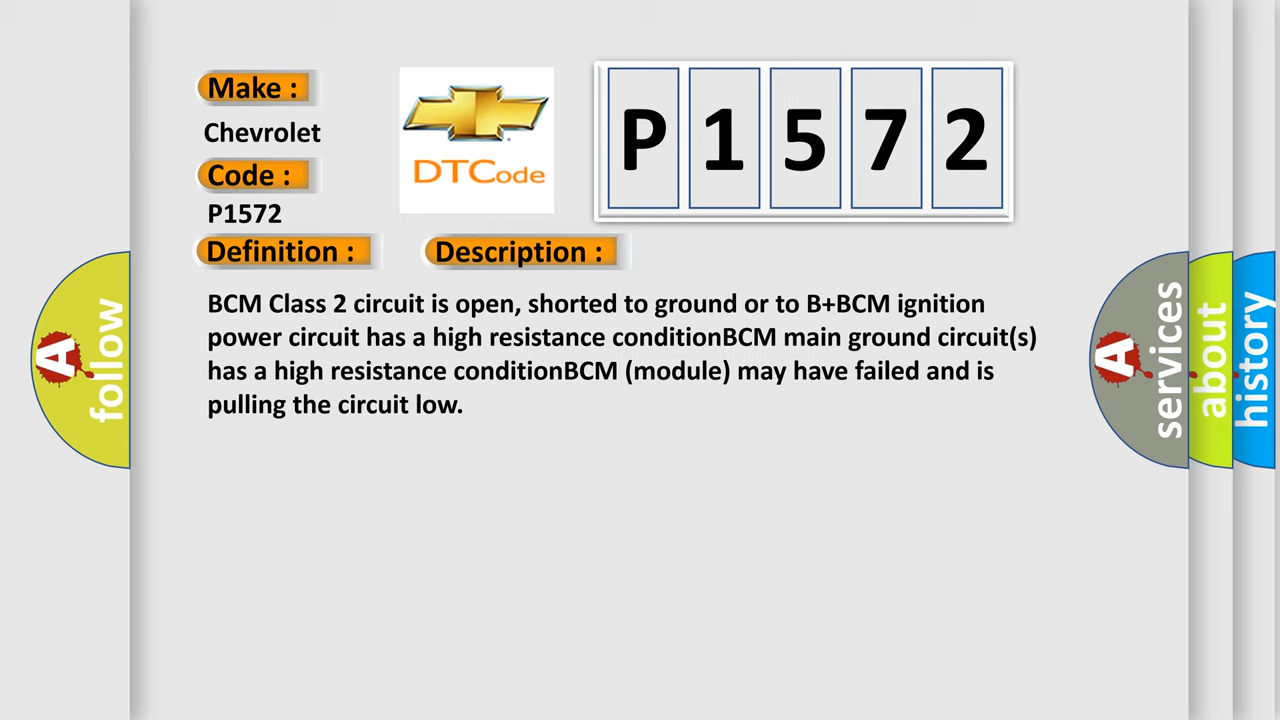 Make :
Chevrolet
Code :
P1572
Definition :
Description :
BCM Class 2 circuit is open, shorted to ground or to B+BCM ignition
power circuit has a high resistance conditionBCM main ground circuit(s)
has a high resistance conditionBCM (module) may have failed and is
pulling the circuit low.
DTCode
P 1 5 7 2
A follow
A services
about
history